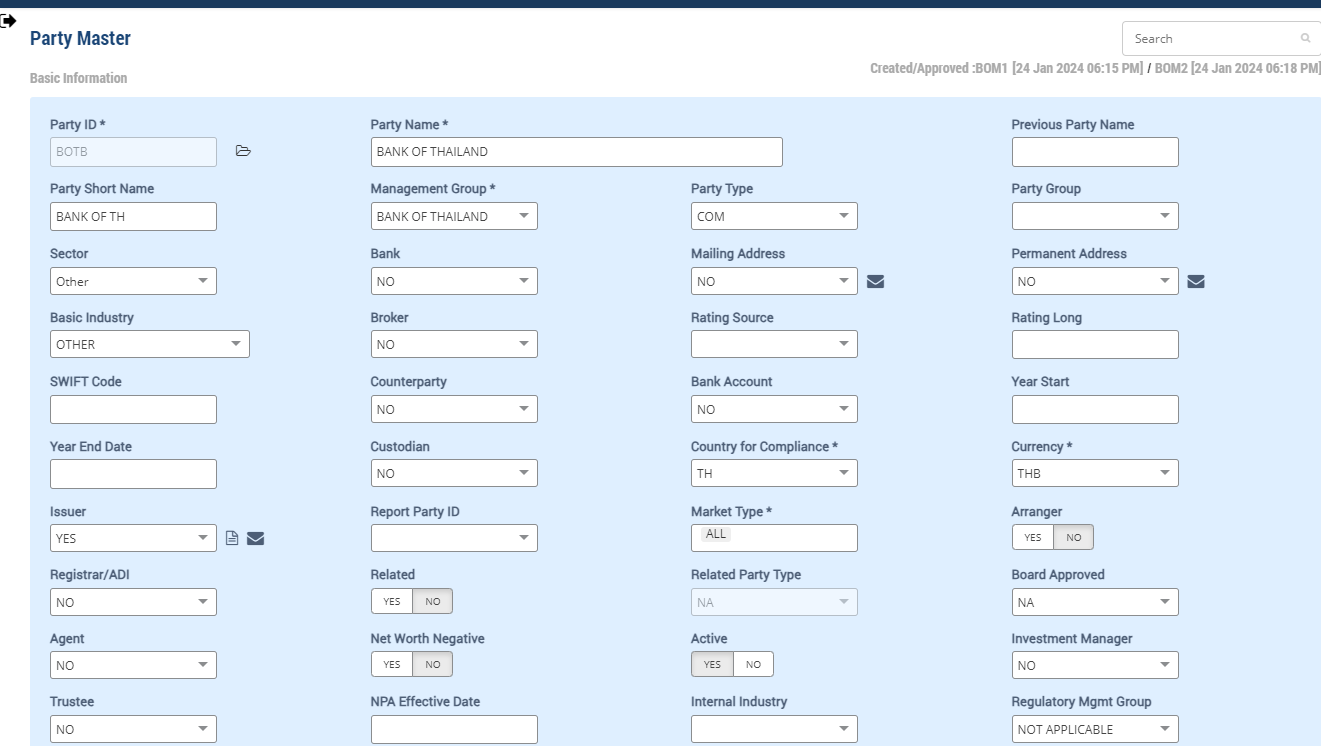 Party Master
Search
Created/Approved :BOM1 [24 Jan 2024 06:15 PM] / BOM2 [24 Jan 2024 06:18 PM]
Basic Information
Party ID * Party Name * Previous Party Name
BOTB BANK OF THAILAND
Party Short Name Management Group * Party Type Party Group
BANK OF TH BANK OF THAILAND COM
Sector Bank Mailing Address Permanent Address
Other NO NO NO
Basic Industry Broker Rating Source Rating Long
OTHER NO
SWIFT Code Counterparty Bank Account Year Start
NO NO
Year End Date Custodian Country for Compliance * Currency *
NO TH THB
Issuer Report Party ID Market Type * Arranger
YES ALL YES NO
Registrar/ADI Related Related Party Type Board Approved
NO YES NO NA NA
Agent Net Worth Negative Active Investment Manager
NO YES NO YES NO NO
Trustee NPA Effective Date Internal Industry Regulatory Mgmt Group
NO NOT APPLICABLE